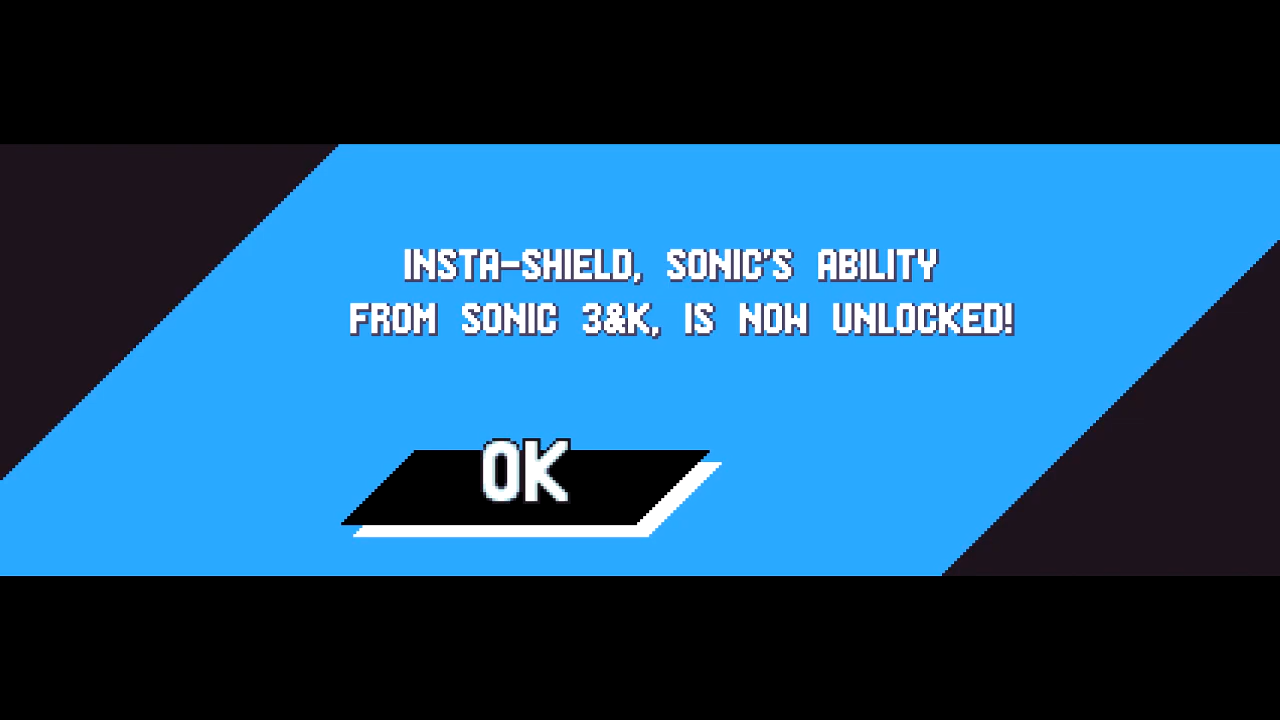 INSTA-SHIELD, SONIC'S ABILITY
FROM SONIC 3&K, IS NOW UNLOCKED!
OK